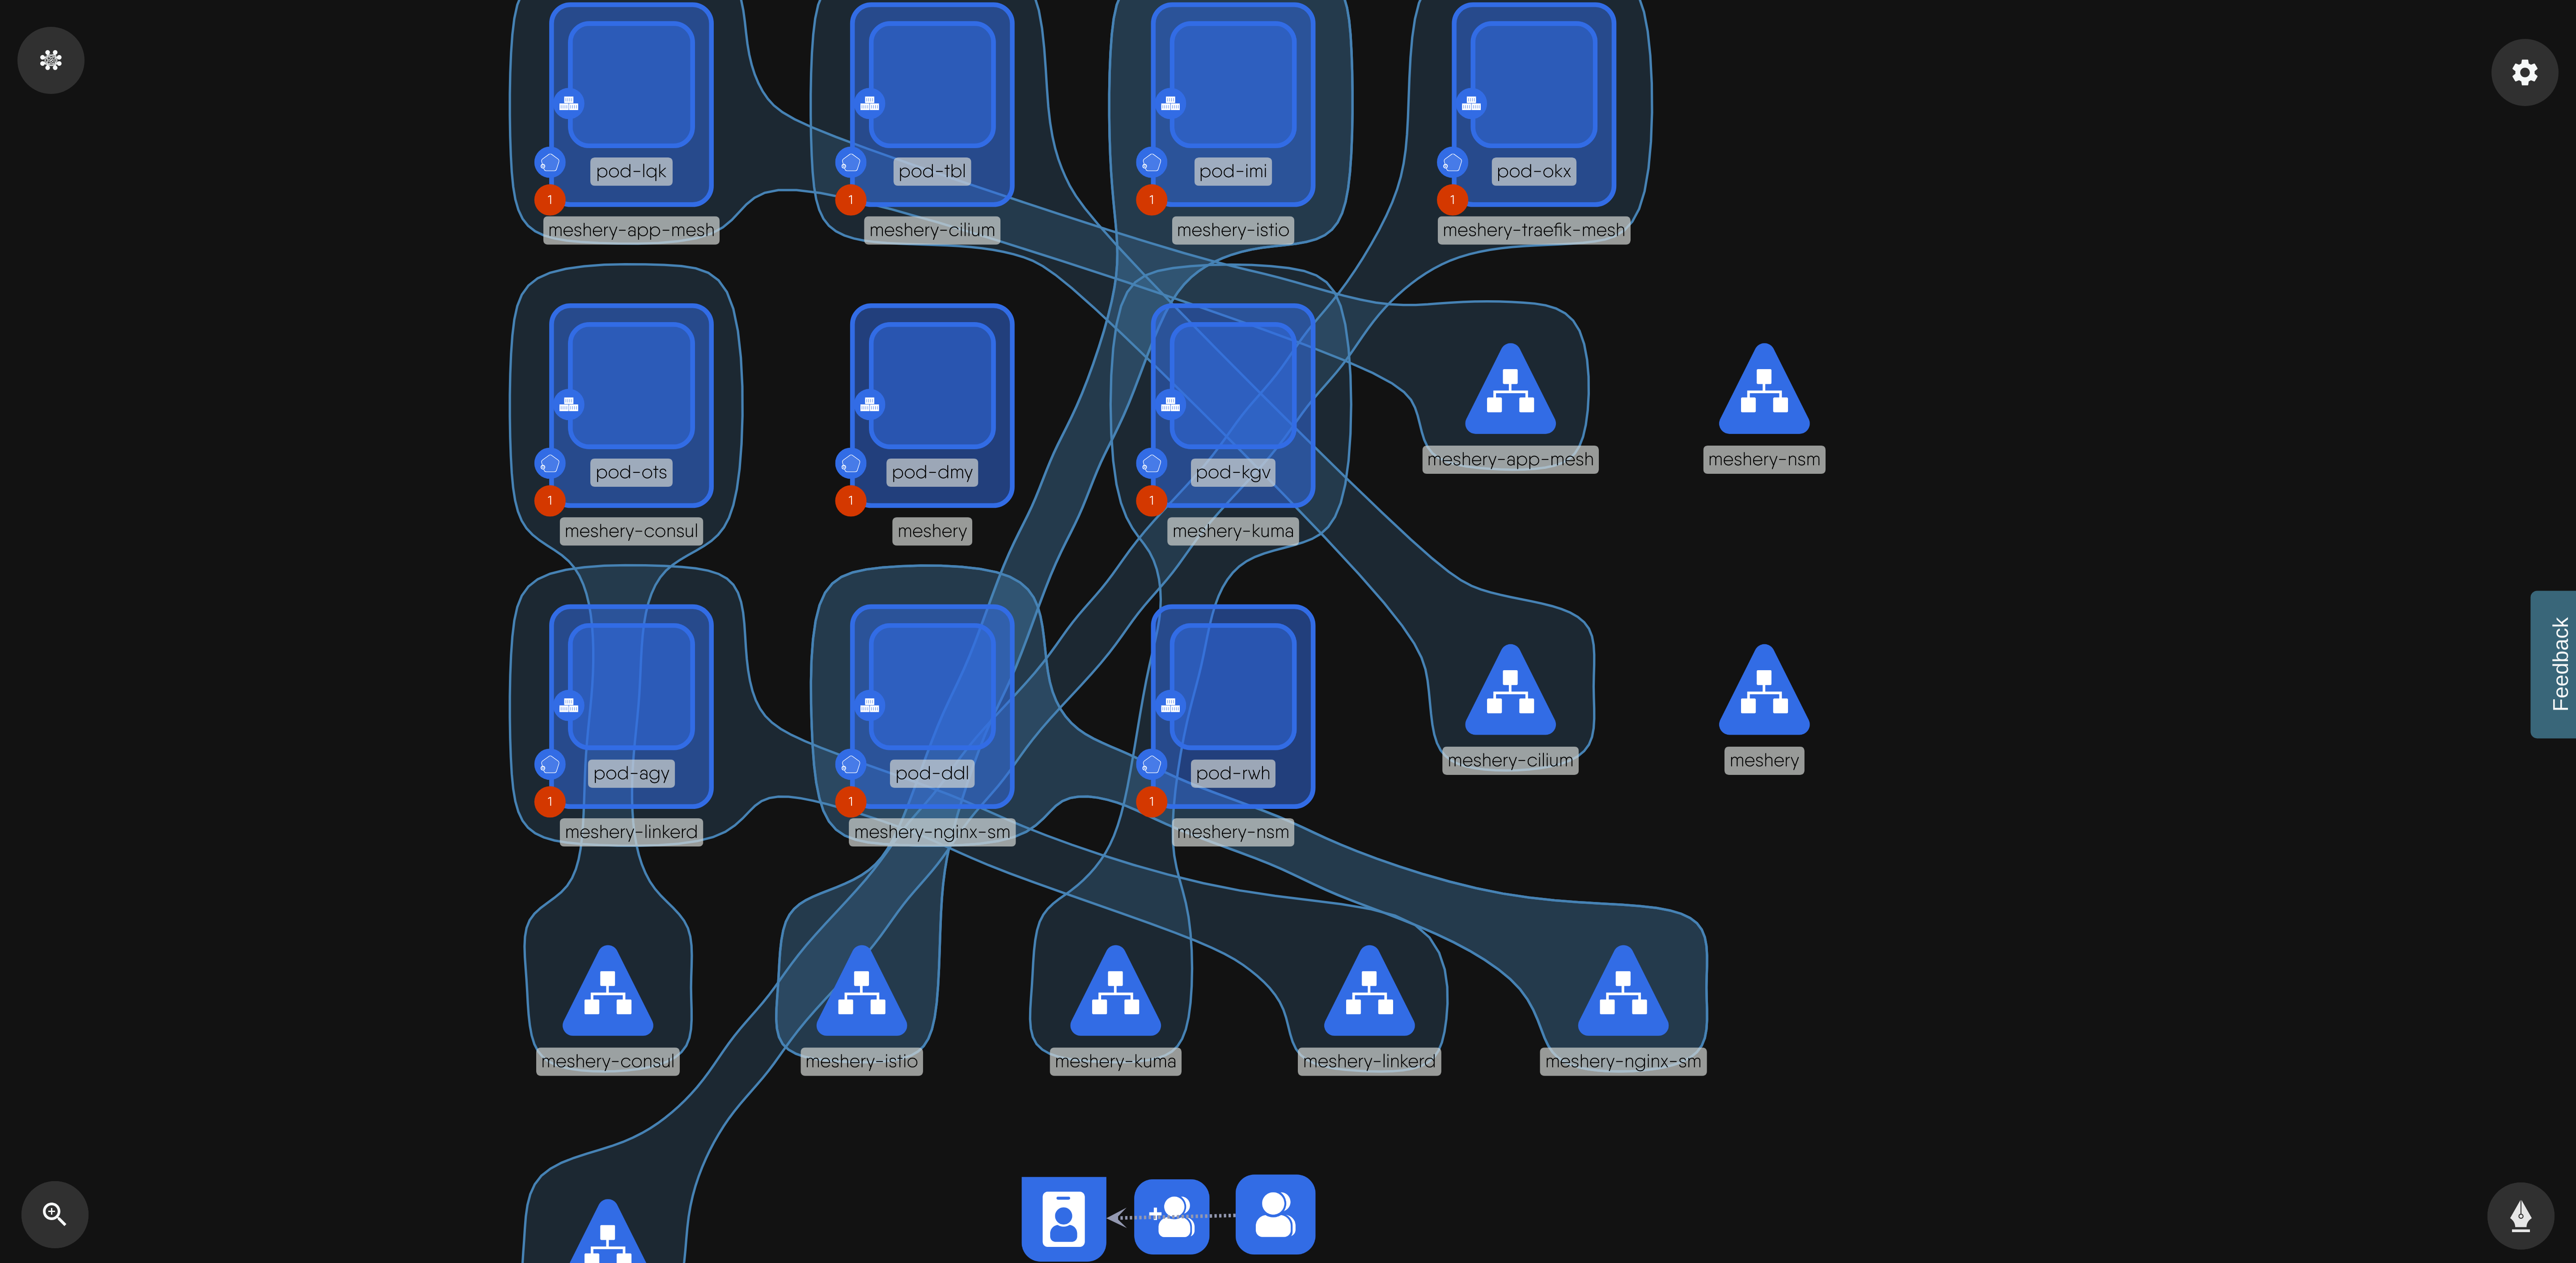 pod-lqk
pod-tbl
pod-imi
pod-okx
1
1
1
1
meshery-app-mesh
meshery-cilium
meshery-istio
meshery-traefik-mesh
pod-ots
pod-dmy
pod-kgv
meshery-app-mesh
meshery-nsm
1
1
1
meshery-consul
meshery
meshery-kuma
Feedback
pod-agy
pod-ddl
pod-rwh
meshery-cilium
meshery
1
1
1
meshery-linkerd
meshery-nginx-sm
meshery-nsm
meshery-consul
meshery-istio
meshery-kuma
meshery-linkerd
meshery-nginx-sm